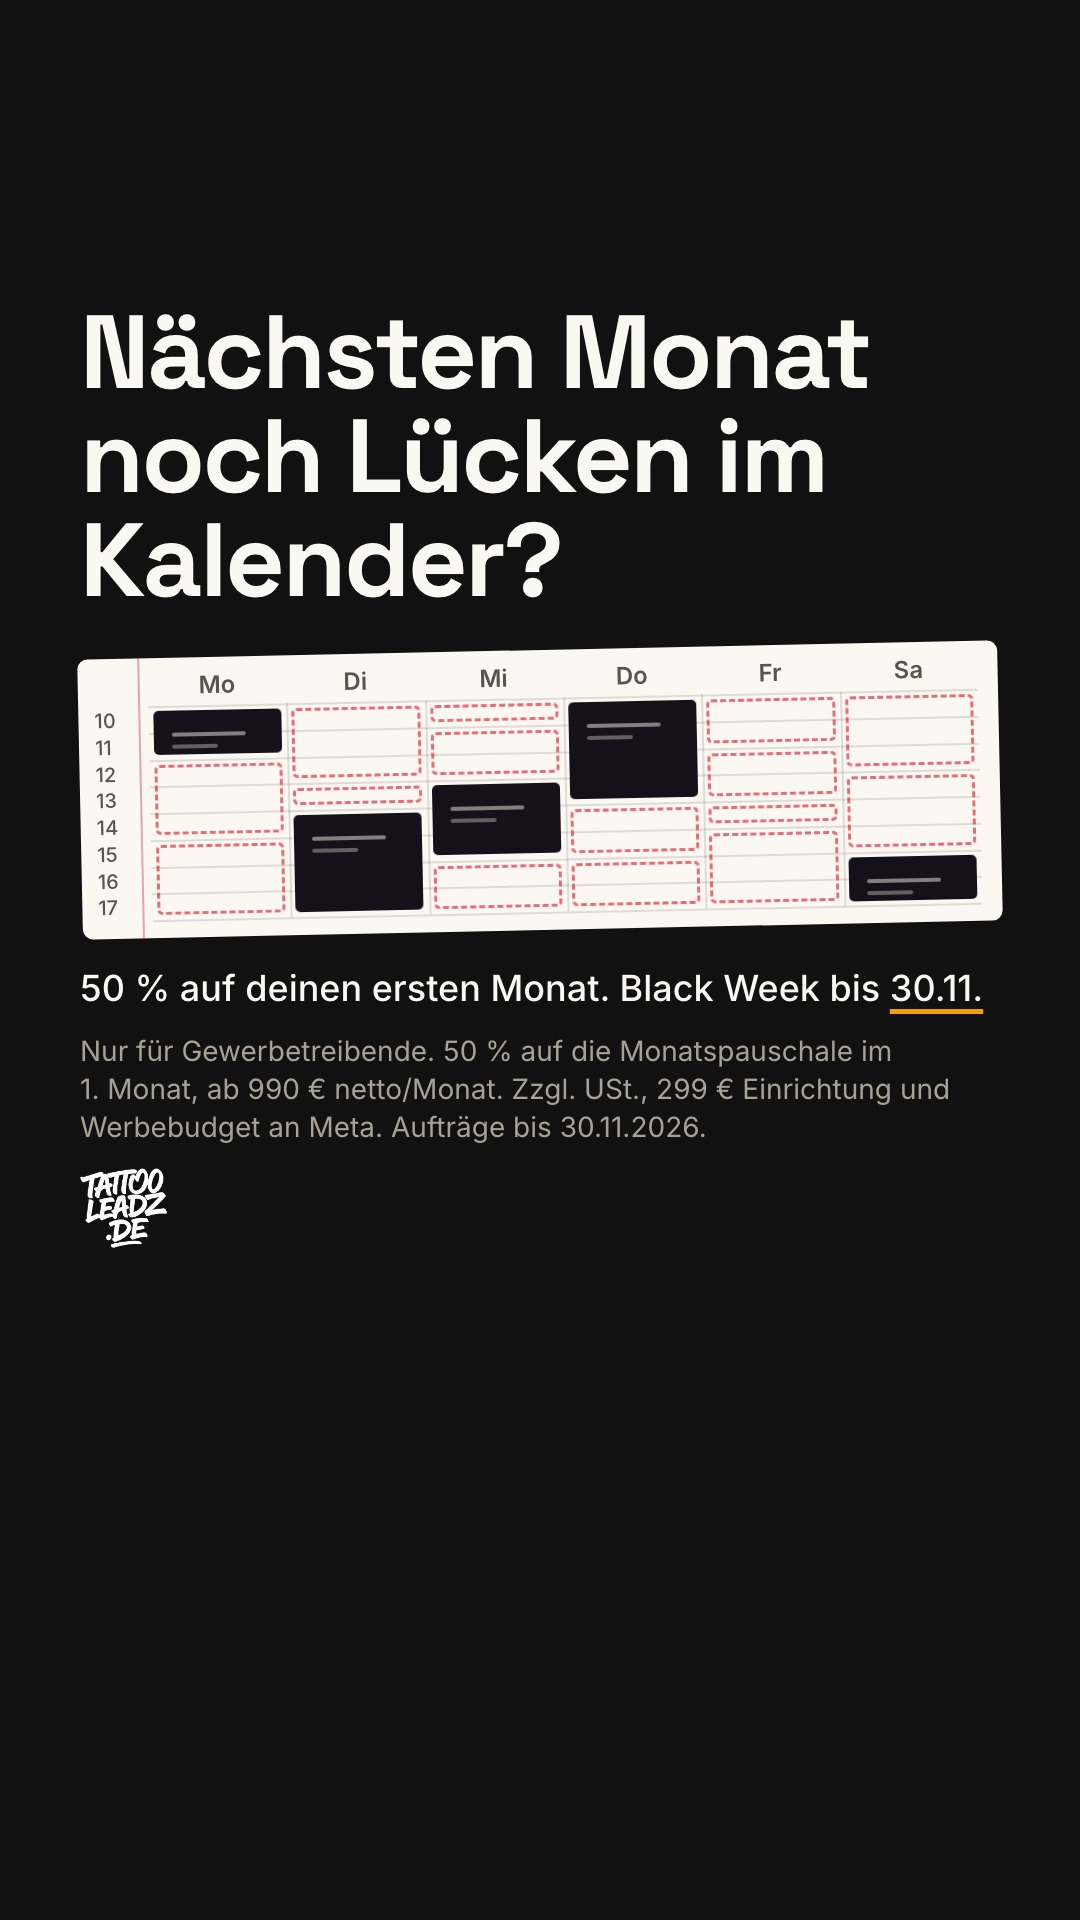 Nächsten Monat
noch Lücken im
Kalender?
Mo Di Mi Do Fr Sa
10
11
12
13
14
15
16
17
50 % auf deinen ersten Monat. Black Week bis 30.11.
Nur für Gewerbetreibende. 50 % auf die Monatspauschale im
1. Monat, ab 990 € netto/Monat. Zzgl. USt., 299 € Einrichtung und
Werbebudget an Meta. Aufträge bis 30.11.2026.
TATTOO
LEADZ
.DE